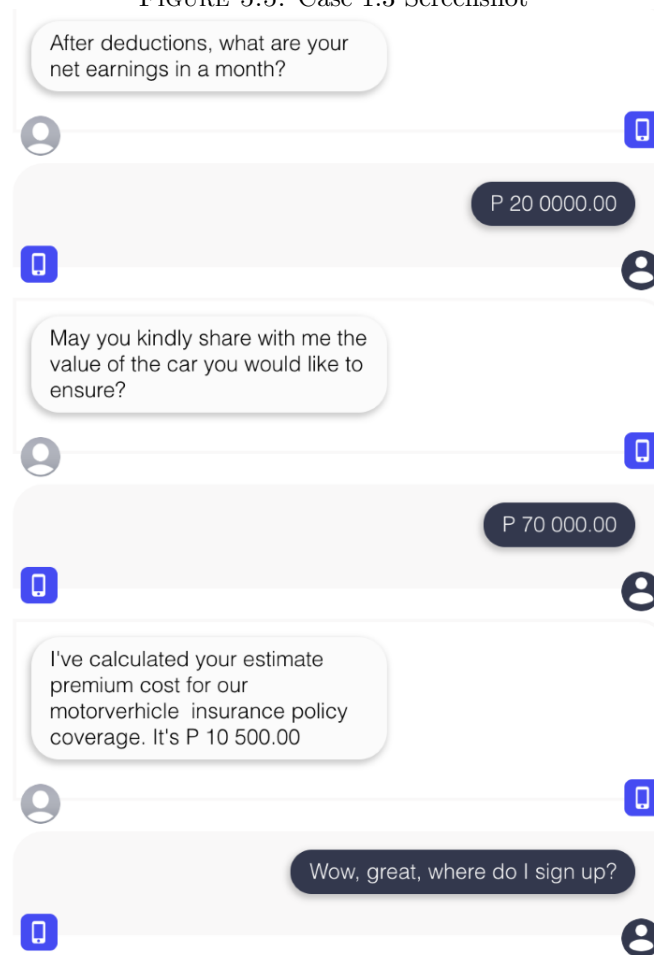 FIGURE 5.5: Case 1.5 Screenshot
After deductions, what are your
net earnings in a month?
P 20 0000.00
May you kindly share with me the
value of the car you would like to
ensure?
P 70 000.00
I've calculated your estimate
premium cost for our
motorverhicle insurance policy
coverage. It's P 10 500.00
Wow, great, where do I sign up?